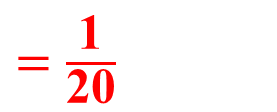 = 1/20